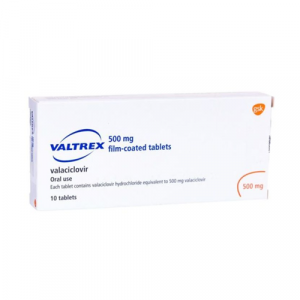 gsk
VALTREX
500 mg
film-coated tablets
valaciclovir
Oral use
Each tablet contains valaciclovir hydrochloride equivalent to 500 mg valaciclovir
10 tablets
500 mg